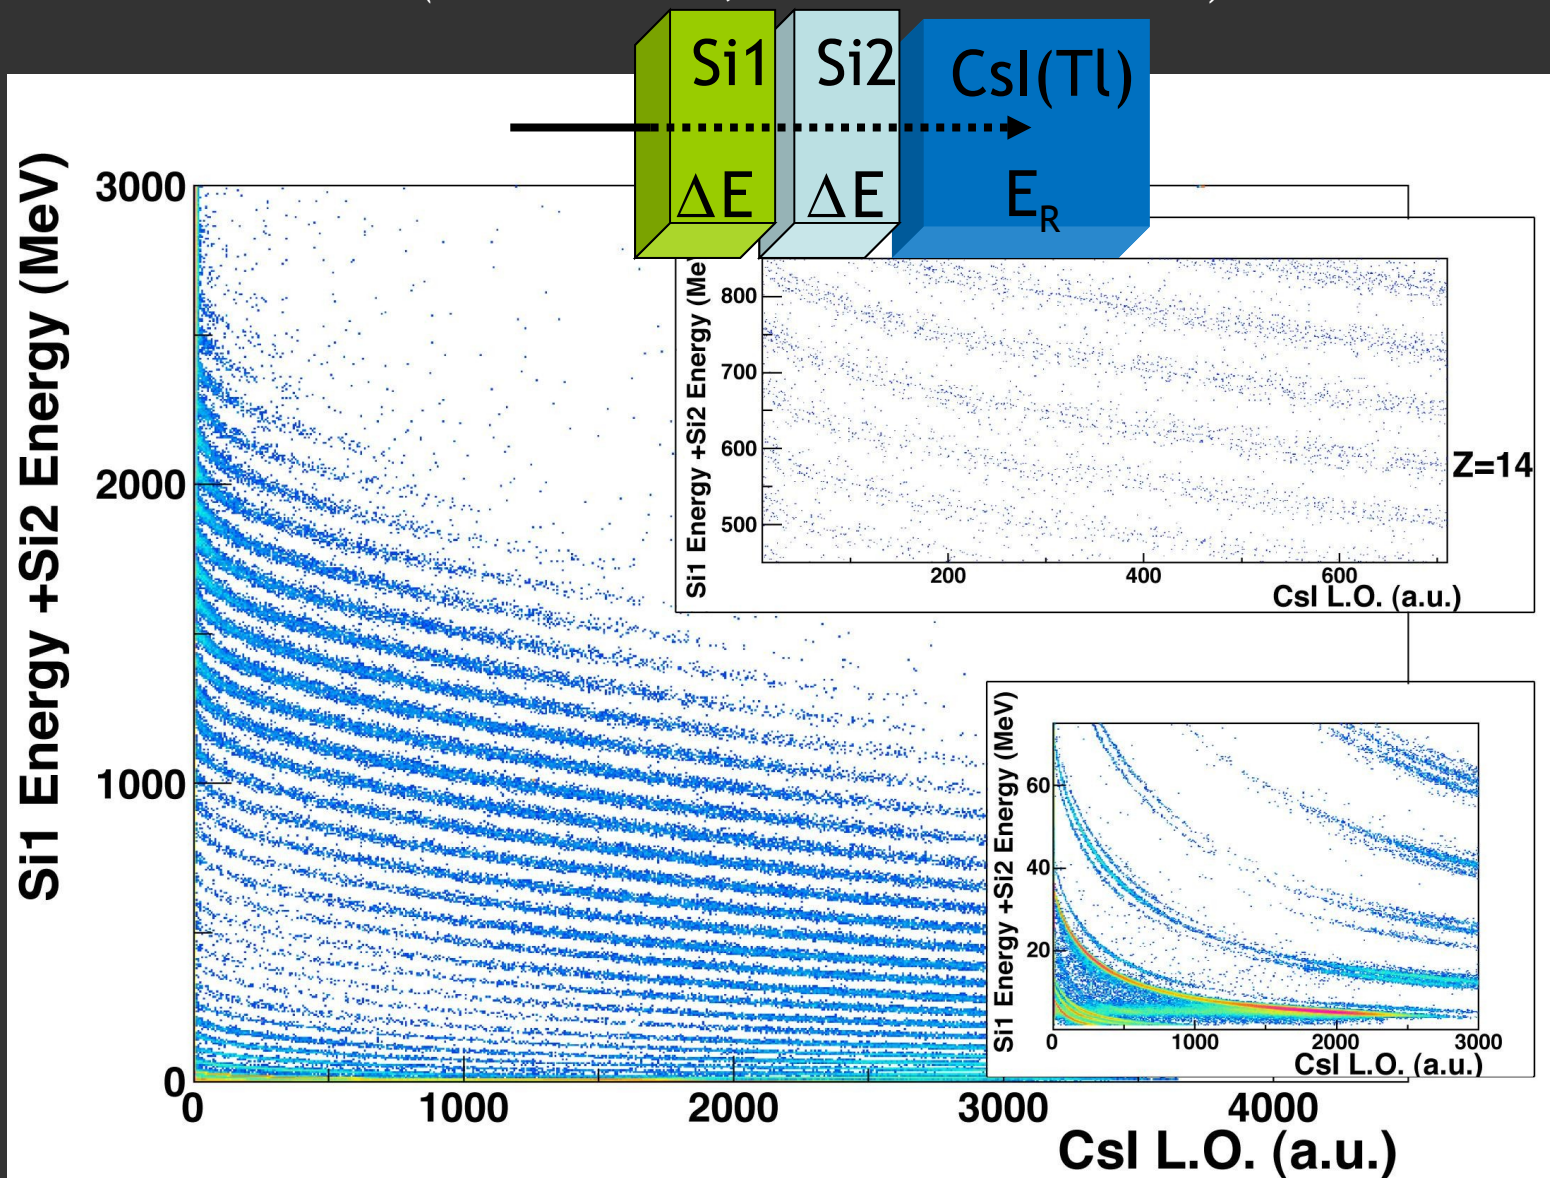 Si1 Si2 CsI(Tl)
ΔE ΔE E_R
Si1 Energy +Si2 Energy (MeV)
3000
2000
1000
0
0 1000 2000 3000 4000
CsI L.O. (a.u.)
Si1 Energy +Si2 Energy (Me
800
700
600
500
200 400 600
CsI L.O. (a.u.)
Z=14
Si1 Energy +Si2 Energy (MeV)
60
40
20
0 1000 2000 3000
CsI L.O. (a.u.)